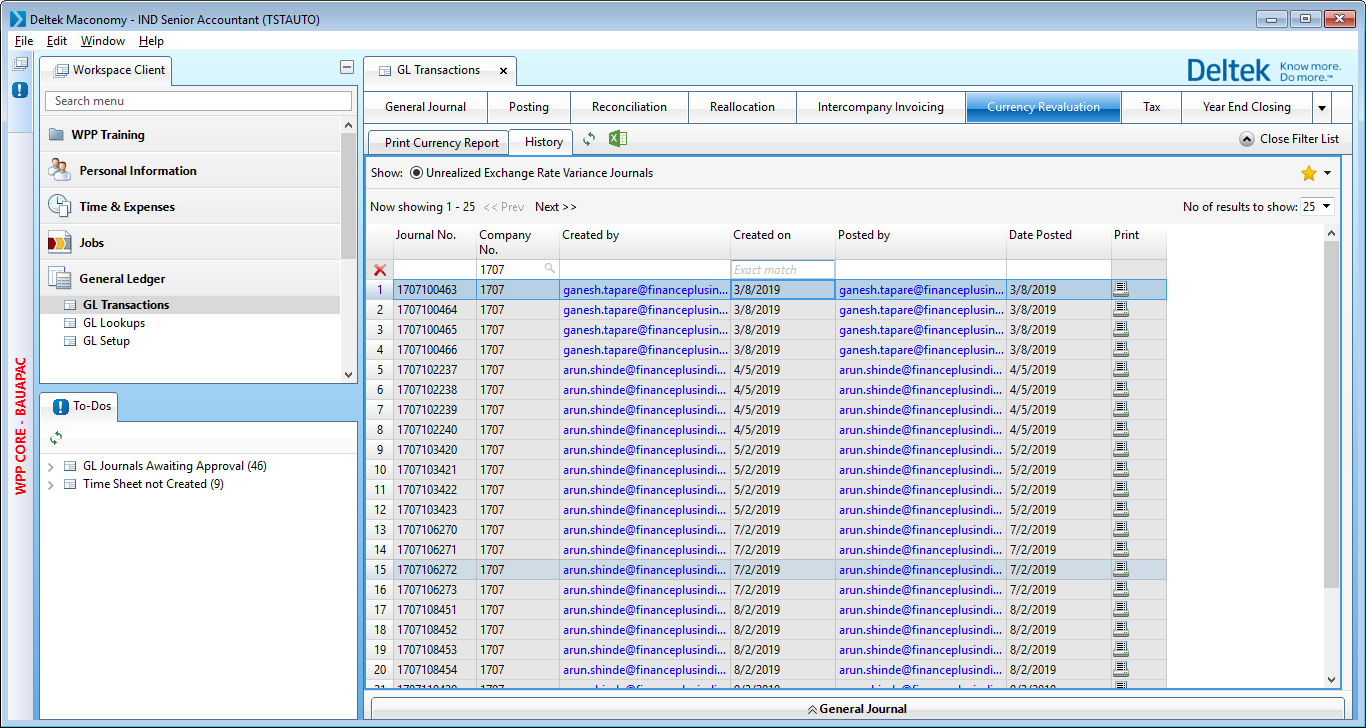 Deltek Maconomy - IND Senior Accountant (TSTAUTO)
File Edit Window Help
WPP CORE - BAUAPAC
Workspace Client
Search menu
WPP Training
Personal Information
Time & Expenses
Jobs
General Ledger
GL Transactions
GL Lookups
GL Setup
To-Dos
GL Journals Awaiting Approval (46)
Time Sheet not Created (9)
GL Transactions
Deltek Know more. Do more.™
General Journal Posting Reconciliation Reallocation Intercompany Invoicing Currency Revaluation Tax Year End Closing
Print Currency Report History Close Filter List
Show: Unrealized Exchange Rate Variance Journals
Now showing 1 - 25 << Prev Next >> No of results to show: 25
Journal No. Company No. Created by Created on Posted by Date Posted Print
1707 Exact match
1 1707100463 1707 ganesh.tapare@financeplusin... 3/8/2019 ganesh.tapare@financeplusin... 3/8/2019
2 1707100464 1707 ganesh.tapare@financeplusin... 3/8/2019 ganesh.tapare@financeplusin... 3/8/2019
3 1707100465 1707 ganesh.tapare@financeplusin... 3/8/2019 ganesh.tapare@financeplusin... 3/8/2019
4 1707100466 1707 ganesh.tapare@financeplusin... 3/8/2019 ganesh.tapare@financeplusin... 3/8/2019
5 1707102237 1707 arun.shinde@financeplusindi... 4/5/2019 arun.shinde@financeplusindi... 4/5/2019
6 1707102238 1707 arun.shinde@financeplusindi... 4/5/2019 arun.shinde@financeplusindi... 4/5/2019
7 1707102239 1707 arun.shinde@financeplusindi... 4/5/2019 arun.shinde@financeplusindi... 4/5/2019
8 1707102240 1707 arun.shinde@financeplusindi... 4/5/2019 arun.shinde@financeplusindi... 4/5/2019
9 1707103420 1707 arun.shinde@financeplusindi... 5/2/2019 arun.shinde@financeplusindi... 5/2/2019
10 1707103421 1707 arun.shinde@financeplusindi... 5/2/2019 arun.shinde@financeplusindi... 5/2/2019
11 1707103422 1707 arun.shinde@financeplusindi... 5/2/2019 arun.shinde@financeplusindi... 5/2/2019
12 1707103423 1707 arun.shinde@financeplusindi... 5/2/2019 arun.shinde@financeplusindi... 5/2/2019
13 1707106270 1707 arun.shinde@financeplusindi... 7/2/2019 arun.shinde@financeplusindi... 7/2/2019
14 1707106271 1707 arun.shinde@financeplusindi... 7/2/2019 arun.shinde@financeplusindi... 7/2/2019
15 1707106272 1707 arun.shinde@financeplusindi... 7/2/2019 arun.shinde@financeplusindi... 7/2/2019
16 1707106273 1707 arun.shinde@financeplusindi... 7/2/2019 arun.shinde@financeplusindi... 7/2/2019
17 1707108451 1707 arun.shinde@financeplusindi... 8/2/2019 arun.shinde@financeplusindi... 8/2/2019
18 1707108452 1707 arun.shinde@financeplusindi... 8/2/2019 arun.shinde@financeplusindi... 8/2/2019
19 1707108453 1707 arun.shinde@financeplusindi... 8/2/2019 arun.shinde@financeplusindi... 8/2/2019
20 1707108454 1707 arun.shinde@financeplusindi... 8/2/2019 arun.shinde@financeplusindi... 8/2/2019
General Journal